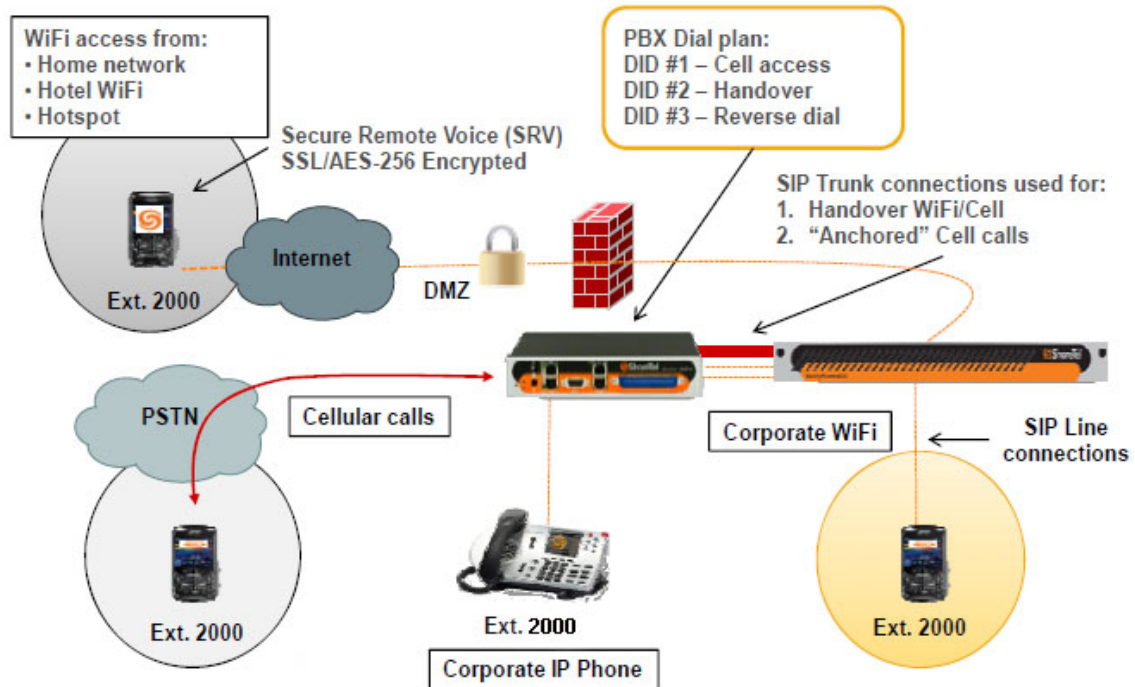 WiFi access from:
• Home network
• Hotel WiFi
• Hotspot
PBX Dial plan:
DID #1 – Cell access
DID #2 – Handover
DID #3 – Reverse dial
Secure Remote Voice (SRV)
SSL/AES-256 Encrypted
SIP Trunk connections used for:
1. Handover WiFi/Cell
2. “Anchored” Cell calls
Internet
DMZ
Ext. 2000
ShoreTel
ShoreTel
PSTN
Cellular calls
Corporate WiFi
SIP Line
connections
Ext. 2000
Ext. 2000
Ext. 2000
Corporate IP Phone